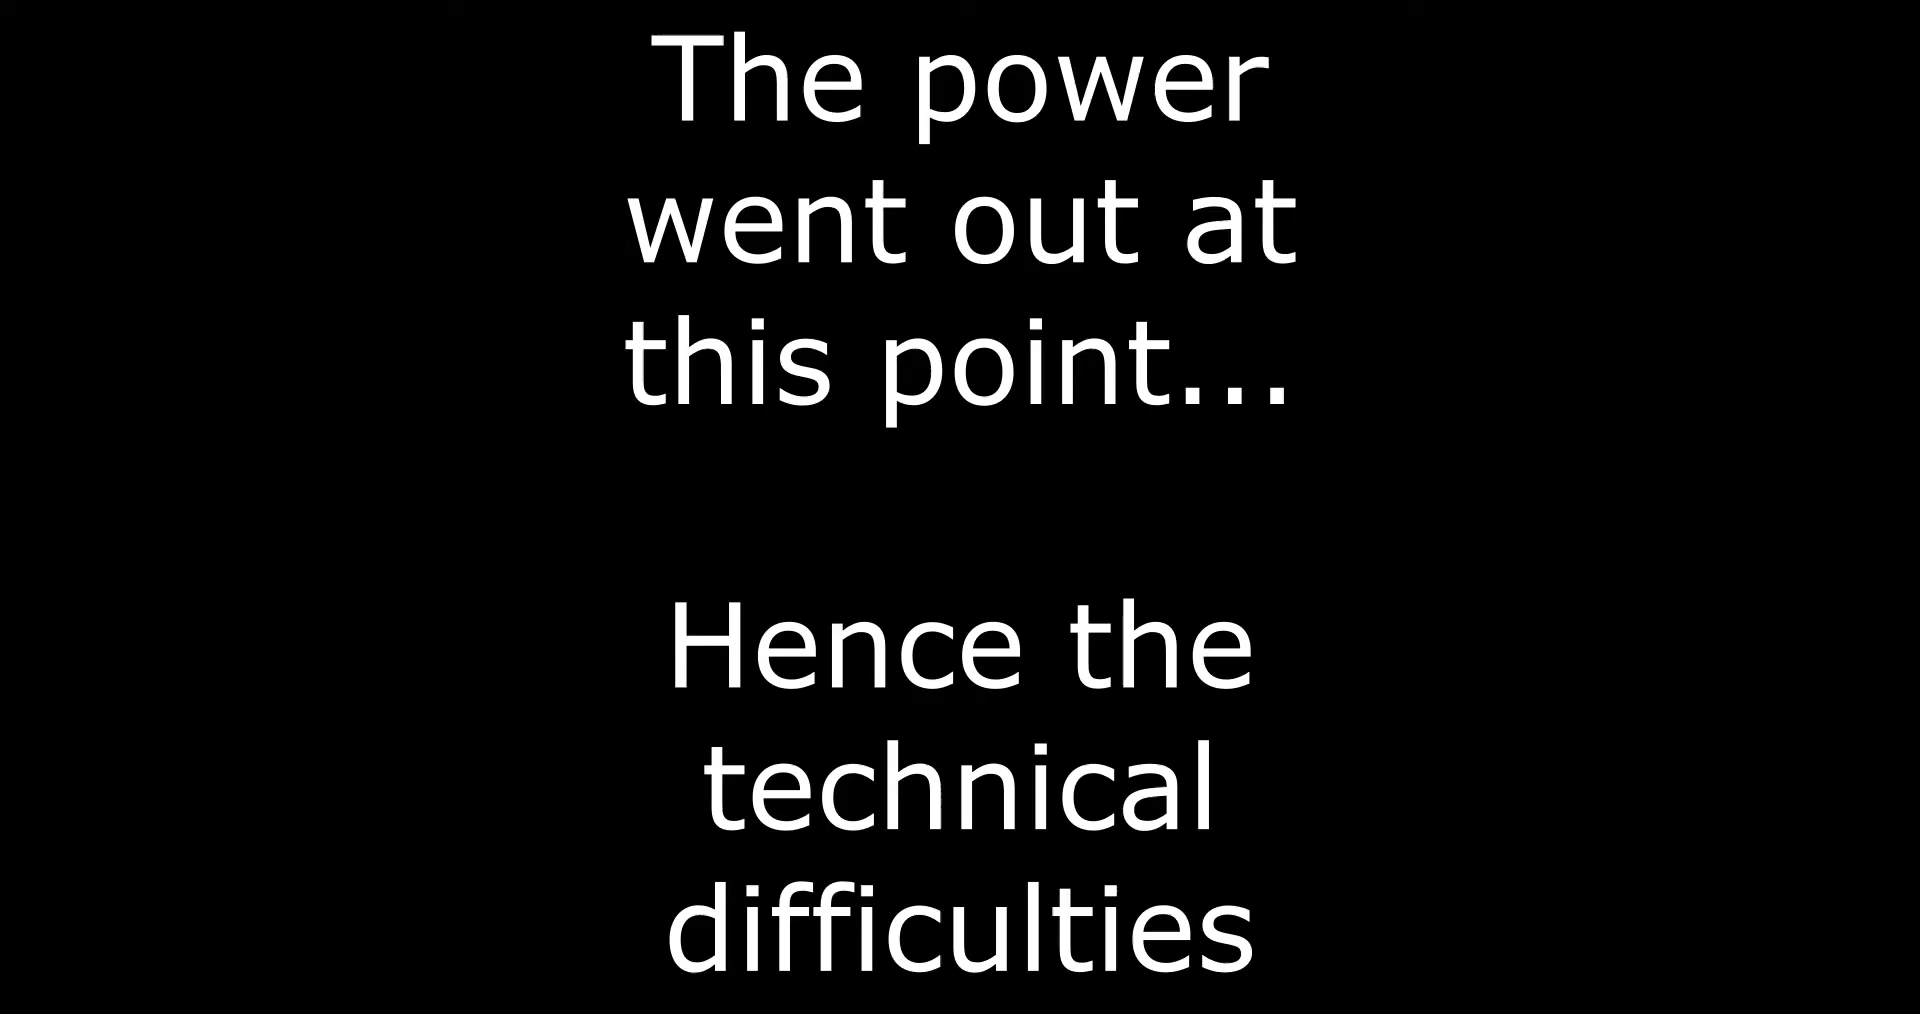 The power
went out at
this point...
Hence the
technical
difficulties